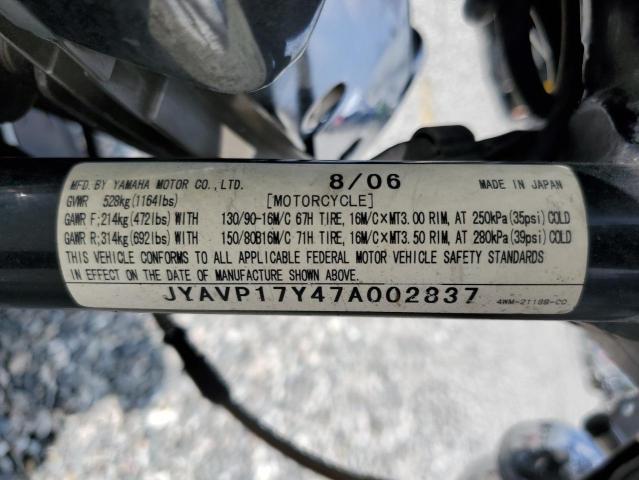 MFD. BY YAMAHA MOTOR CO., LTD. 8/06 MADE IN JAPAN
GVWR 528kg(1164lbs) [MOTORCYCLE]
GAWR F;214kg(472lbs) WITH 130/90-16M/C 67H TIRE, 16M/C×MT3.00 RIM, AT 250kPa(35psi) COLD
GAWR R;314kg(692lbs) WITH 150/80B16M/C 71H TIRE, 16M/C×MT3.50 RIM, AT 280kPa(39psi) COLD
THIS VEHICLE CONFORMS TO ALL APPLICABLE FEDERAL MOTOR VEHICLE SAFETY STANDARDS
IN EFFECT ON THE DATE OF MANUFACTURE SHOWN ABOVE.
JYAVP17Y47A002837 4WM-2118B-C0